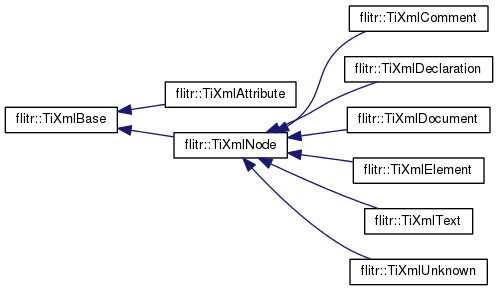 flitr::TiXmlComment
flitr::TiXmlDeclaration
flitr::TiXmlAttribute
flitr::TiXmlBase
flitr::TiXmlDocument
flitr::TiXmlNode
flitr::TiXmlElement
flitr::TiXmlText
flitr::TiXmlUnknown